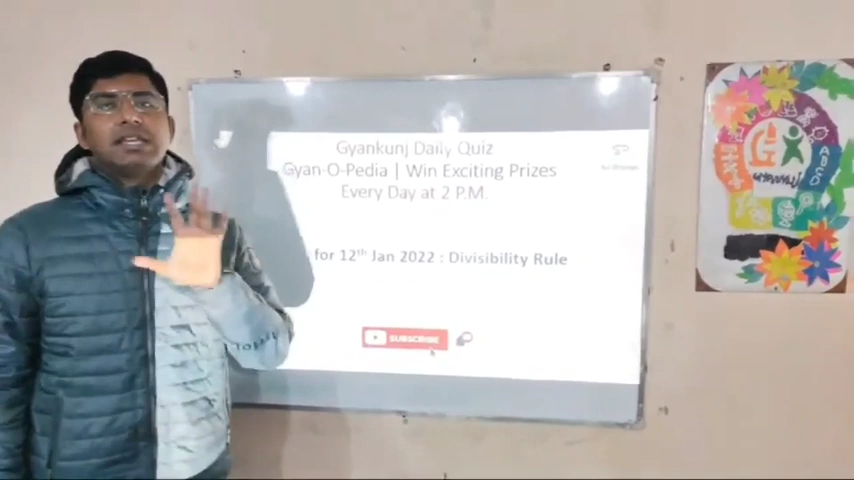 Gyankunj Daily Quiz
Gyan-O-Pedia | Win Exciting Prizes
Every Day at 2 P.M.
for 12th Jan 2022 : Divisibility Rule
SUBSCRIBE